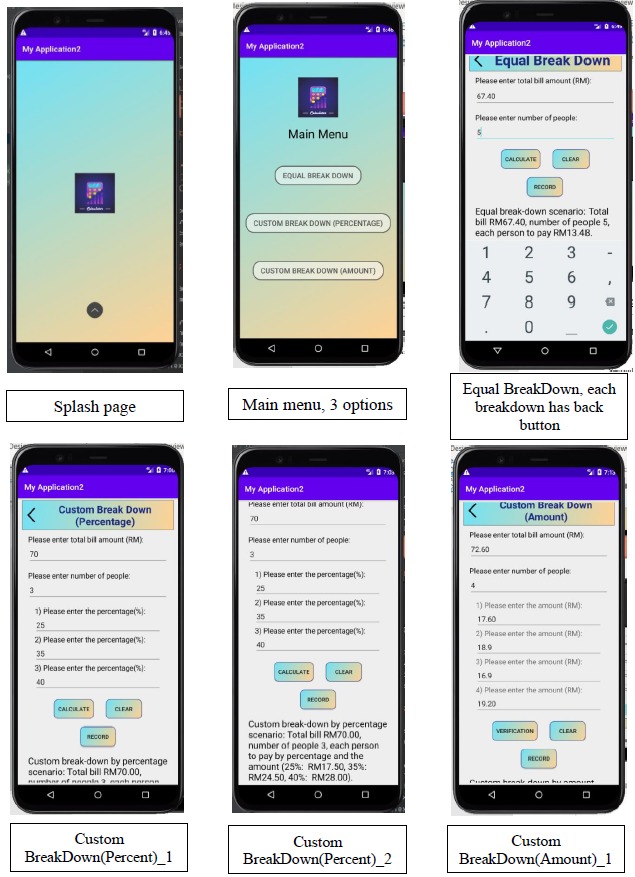 6:45
My Application2
Splash page
6:46
My Application2
Main Menu
EQUAL BREAK DOWN
CUSTOM BREAK DOWN (PERCENTAGE)
CUSTOM BREAK DOWN (AMOUNT)
Main menu, 3 options
My Application2
Equal Break Down
Please enter total bill amount (RM):
67.40
Please enter number of people:
5
CALCULATE
CLEAR
RECORD
Equal break-down scenario: Total
bill RM67.40, number of people 5,
each person to pay RM13.48.
1 2 3 -
4 5 6 ,
7 8 9
. 0 _
Equal BreakDown, each
breakdown has back
button
My Application2
Custom Break Down
(Percentage)
Please enter total bill amount (RM):
70
Please enter number of people:
3
1) Please enter the percentage(%):
25
2) Please enter the percentage(%):
35
3) Please enter the percentage(%):
40
CALCULATE
CLEAR
RECORD
Custom break-down by percentage
scenario: Total bill RM70.00,
number of people 3, each person
Custom
BreakDown(Percent)_1
My Application2
Please enter total bill amount (RM):
70
Please enter number of people:
3
1) Please enter the percentage(%):
25
2) Please enter the percentage(%):
35
3) Please enter the percentage(%):
40
CALCULATE
CLEAR
RECORD
Custom break-down by percentage
scenario: Total bill RM70.00,
number of people 3, each person
to pay by percentage and the
amount (25%: RM17.50, 35%:
RM24.50, 40%: RM28.00).
Custom
BreakDown(Percent)_2
My Application2
Custom Break Down
(Amount)
Please enter total bill amount (RM):
72.60
Please enter number of people:
4
1) Please enter the amount (RM):
17.60
2) Please enter the amount (RM):
18.9
3) Please enter the amount (RM):
16.9
4) Please enter the amount (RM):
19.20
VERIFICATION
CLEAR
RECORD
Custom break-down by amount
Custom
BreakDown(Amount)_1